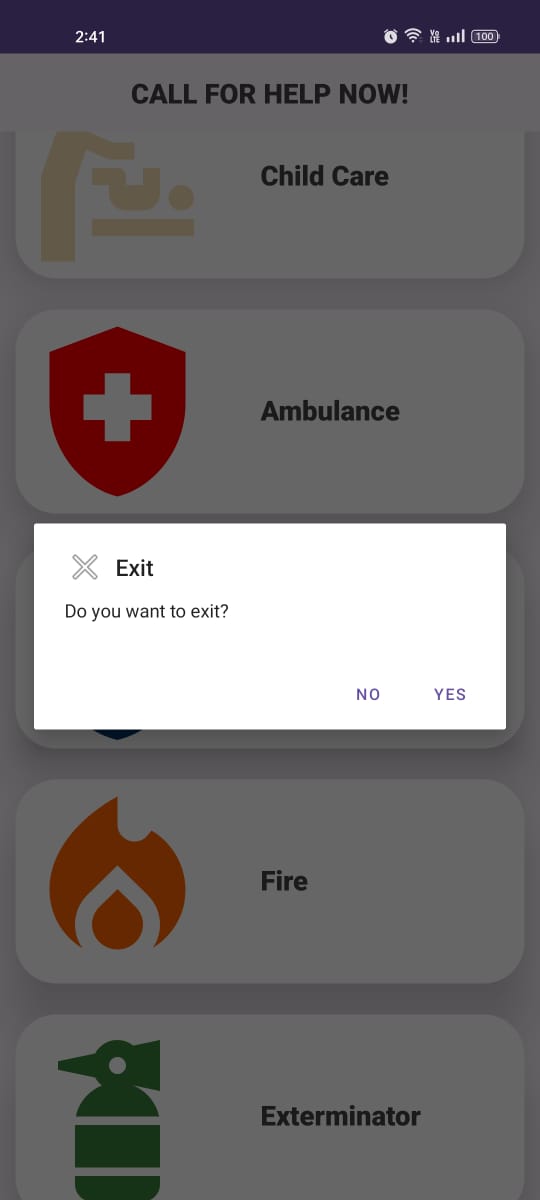 2:41
Vo
LTE
100
CALL FOR HELP NOW!
Child Care
Ambulance
Exit
Do you want to exit?
NO
YES
Fire
Exterminator